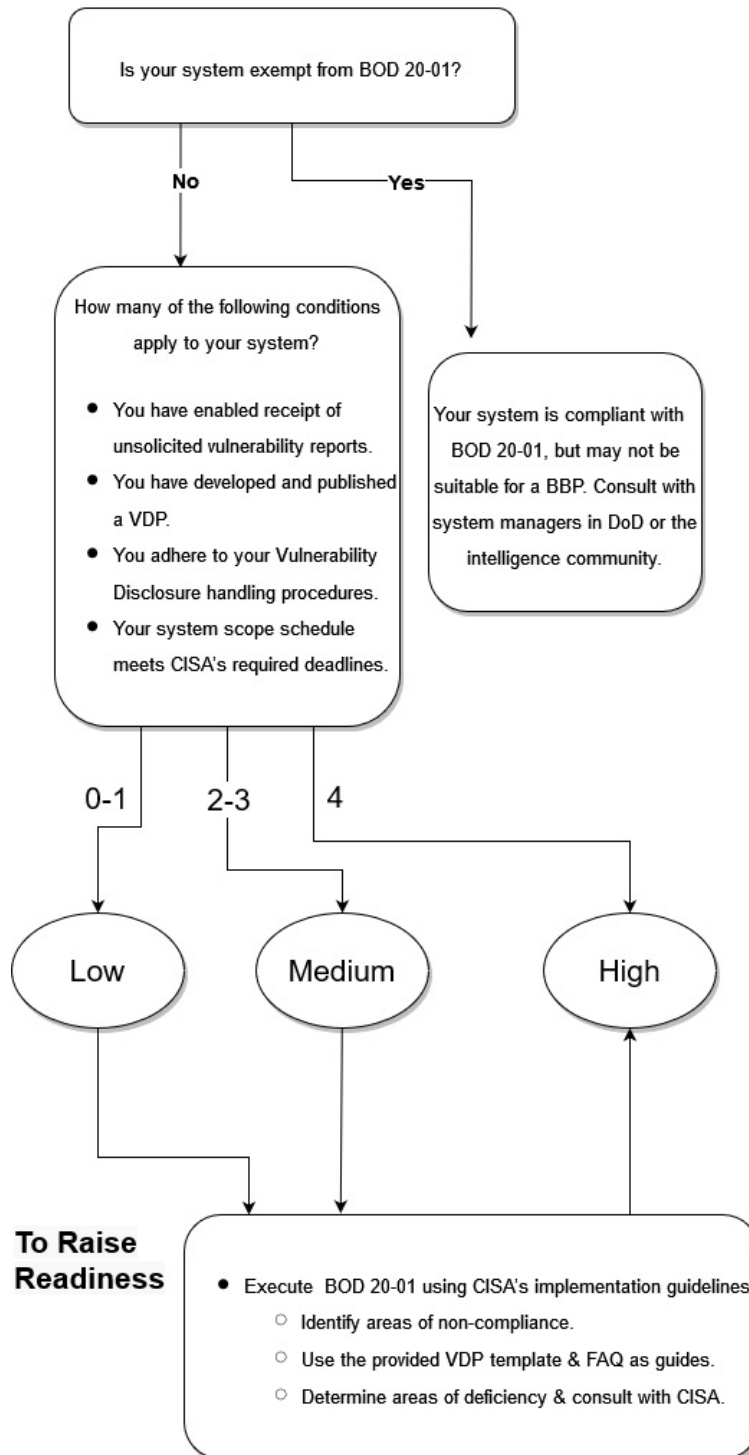 Is your system exempt from BOD 20-01?
No
Yes
How many of the following conditions
apply to your system?
● You have enabled receipt of
unsolicited vulnerability reports.
● You have developed and published
a VDP.
● You adhere to your Vulnerability
Disclosure handling procedures.
● Your system scope schedule
meets CISA's required deadlines.
Your system is compliant with
BOD 20-01, but may not be
suitable for a BBP. Consult with
system managers in DoD or the
intelligence community.
0-1
2-3
4
Low
Medium
High
To Raise
Readiness
● Execute BOD 20-01 using CISA's implementation guidelines
○ Identify areas of non-compliance.
○ Use the provided VDP template & FAQ as guides.
○ Determine areas of deficiency & consult with CISA.